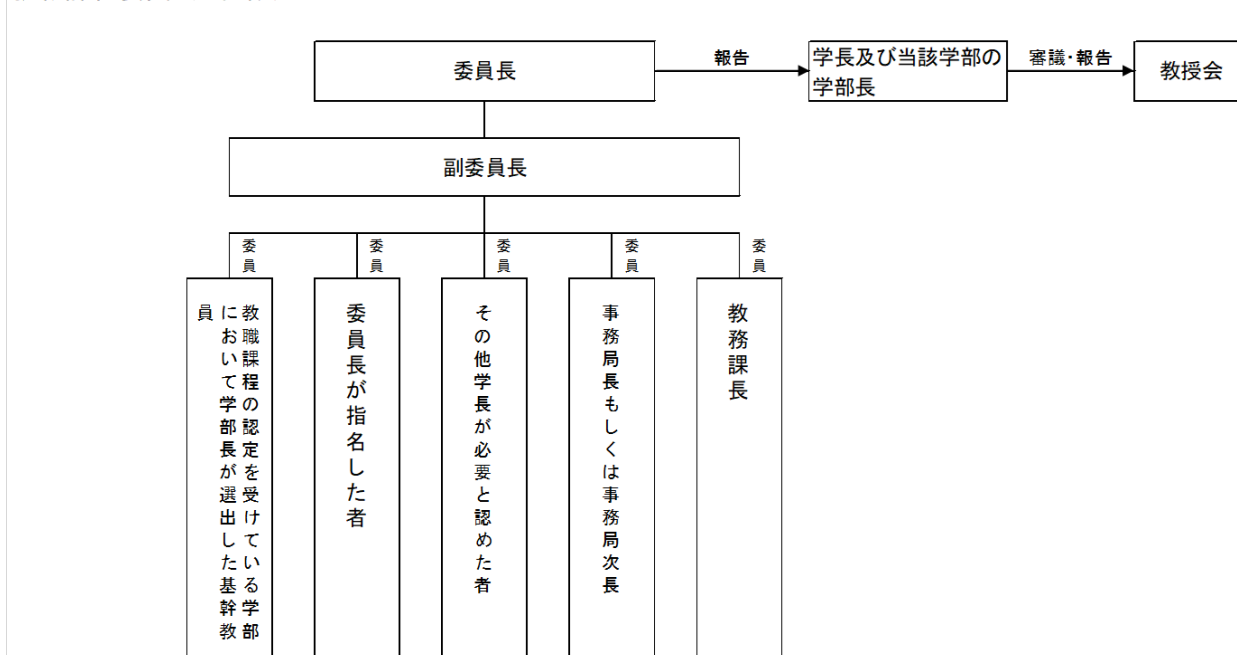 委員長
報告
学長及び当該学部の
学部長
審議・報告
教授会
副委員長
委員
委員
委員
委員
委員
教職課程の認定を受けている学部
において学部長が選出した基幹教
員
委員長が指名した者
その他学長が必要と認めた者
事務局長もしくは事務局次長
教務課長